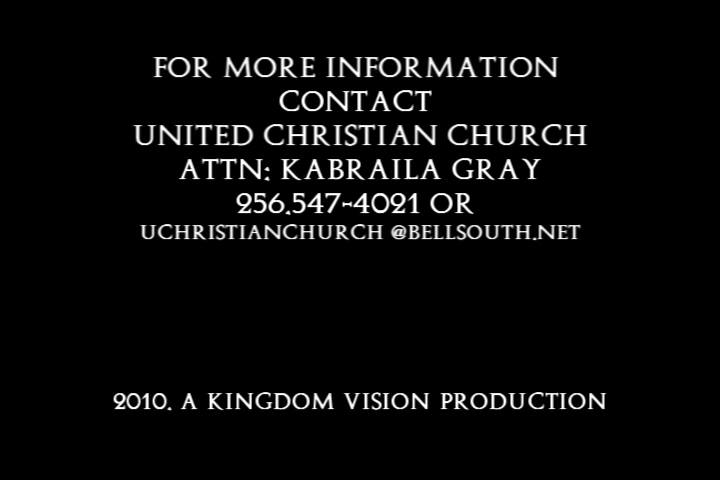 FOR MORE INFORMATION
CONTACT
UNITED CHRISTIAN CHURCH
ATTN: KABRAILA GRAY
256.547-4021 OR
UCHRISTIANCHURCH @BELLSOUTH.NET
2010. A KINGDOM VISION PRODUCTION